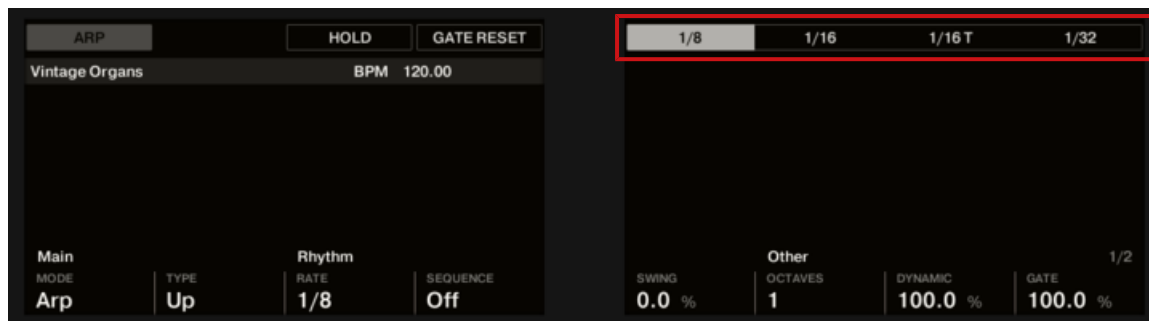 ARP HOLD GATE RESET
Vintage Organs BPM 120.00
Main Rhythm
MODE TYPE RATE SEQUENCE
Arp Up 1/8 Off
1/8 1/16 1/16 T 1/32
Other 1/2
SWING OCTAVES DYNAMIC GATE
0.0 % 1 100.0 % 100.0 %